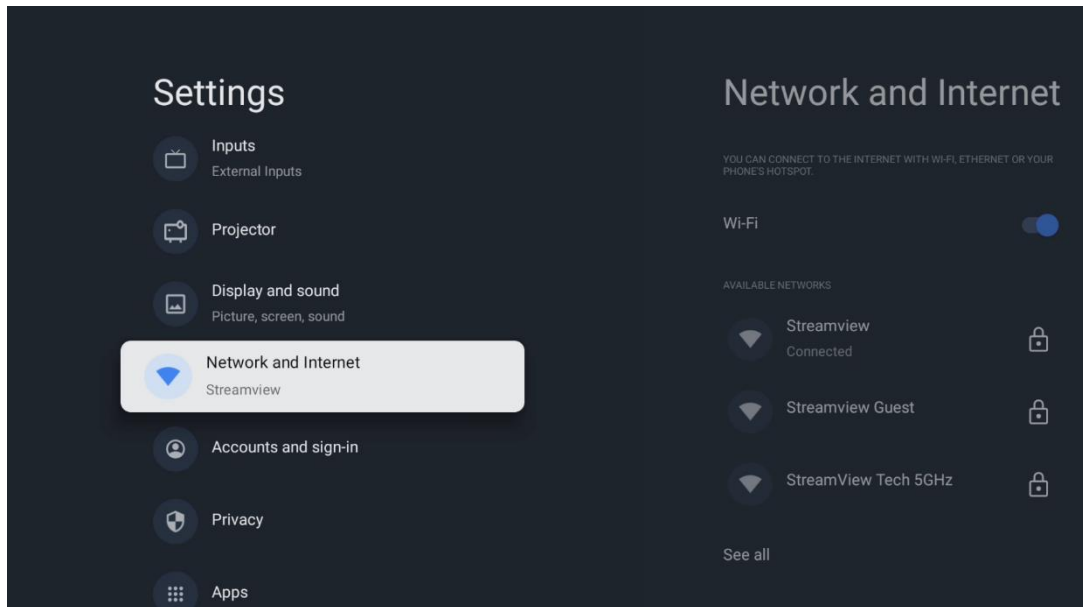 Settings
Inputs
External Inputs
Projector
Display and sound
Picture, screen, sound
Network and Internet
Streamview
Accounts and sign-in
Privacy
Apps
Network and Internet
YOU CAN CONNECT TO THE INTERNET WITH WI-FI, ETHERNET OR YOUR
PHONE'S HOTSPOT.
Wi-Fi
AVAILABLE NETWORKS
Streamview
Connected
Streamview Guest
StreamView Tech 5GHz
See all